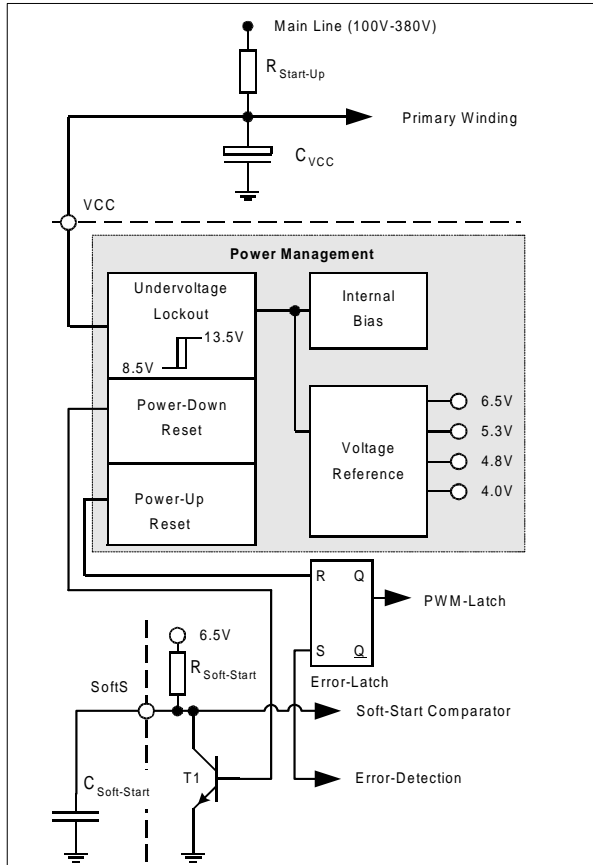 Main Line (100V-380V)
R Start-Up
Primary Winding
C VCC
VCC
Power Management
Undervoltage
Lockout
13.5V
8.5V
Internal
Bias
Power-Down
Reset
Power-Up
Reset
Voltage
Reference
6.5V
5.3V
4.8V
4.0V
R Q
S Q
PWM-Latch
Error-Latch
6.5V
R Soft-Start
SoftS
Soft-Start Comparator
T1
Error-Detection
C Soft-Start